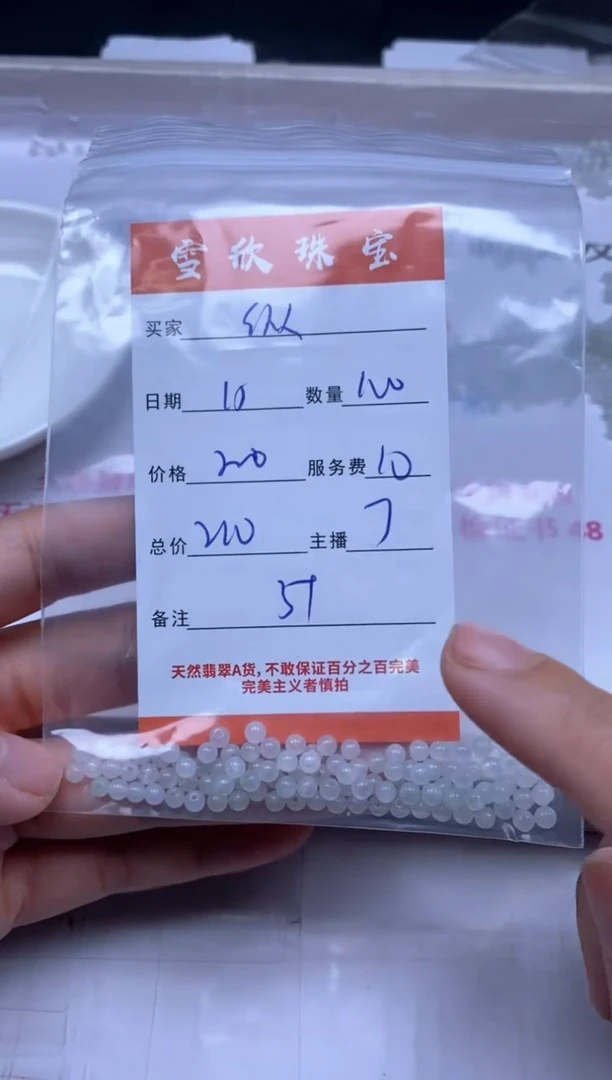 雪欣珠宝
买家
日期 10 数量 100
价格 200 服务费 10
总价 210 主播 7
备注 51
天然翡翠A货,不敢保证百分之百完美
完美主义者慎拍